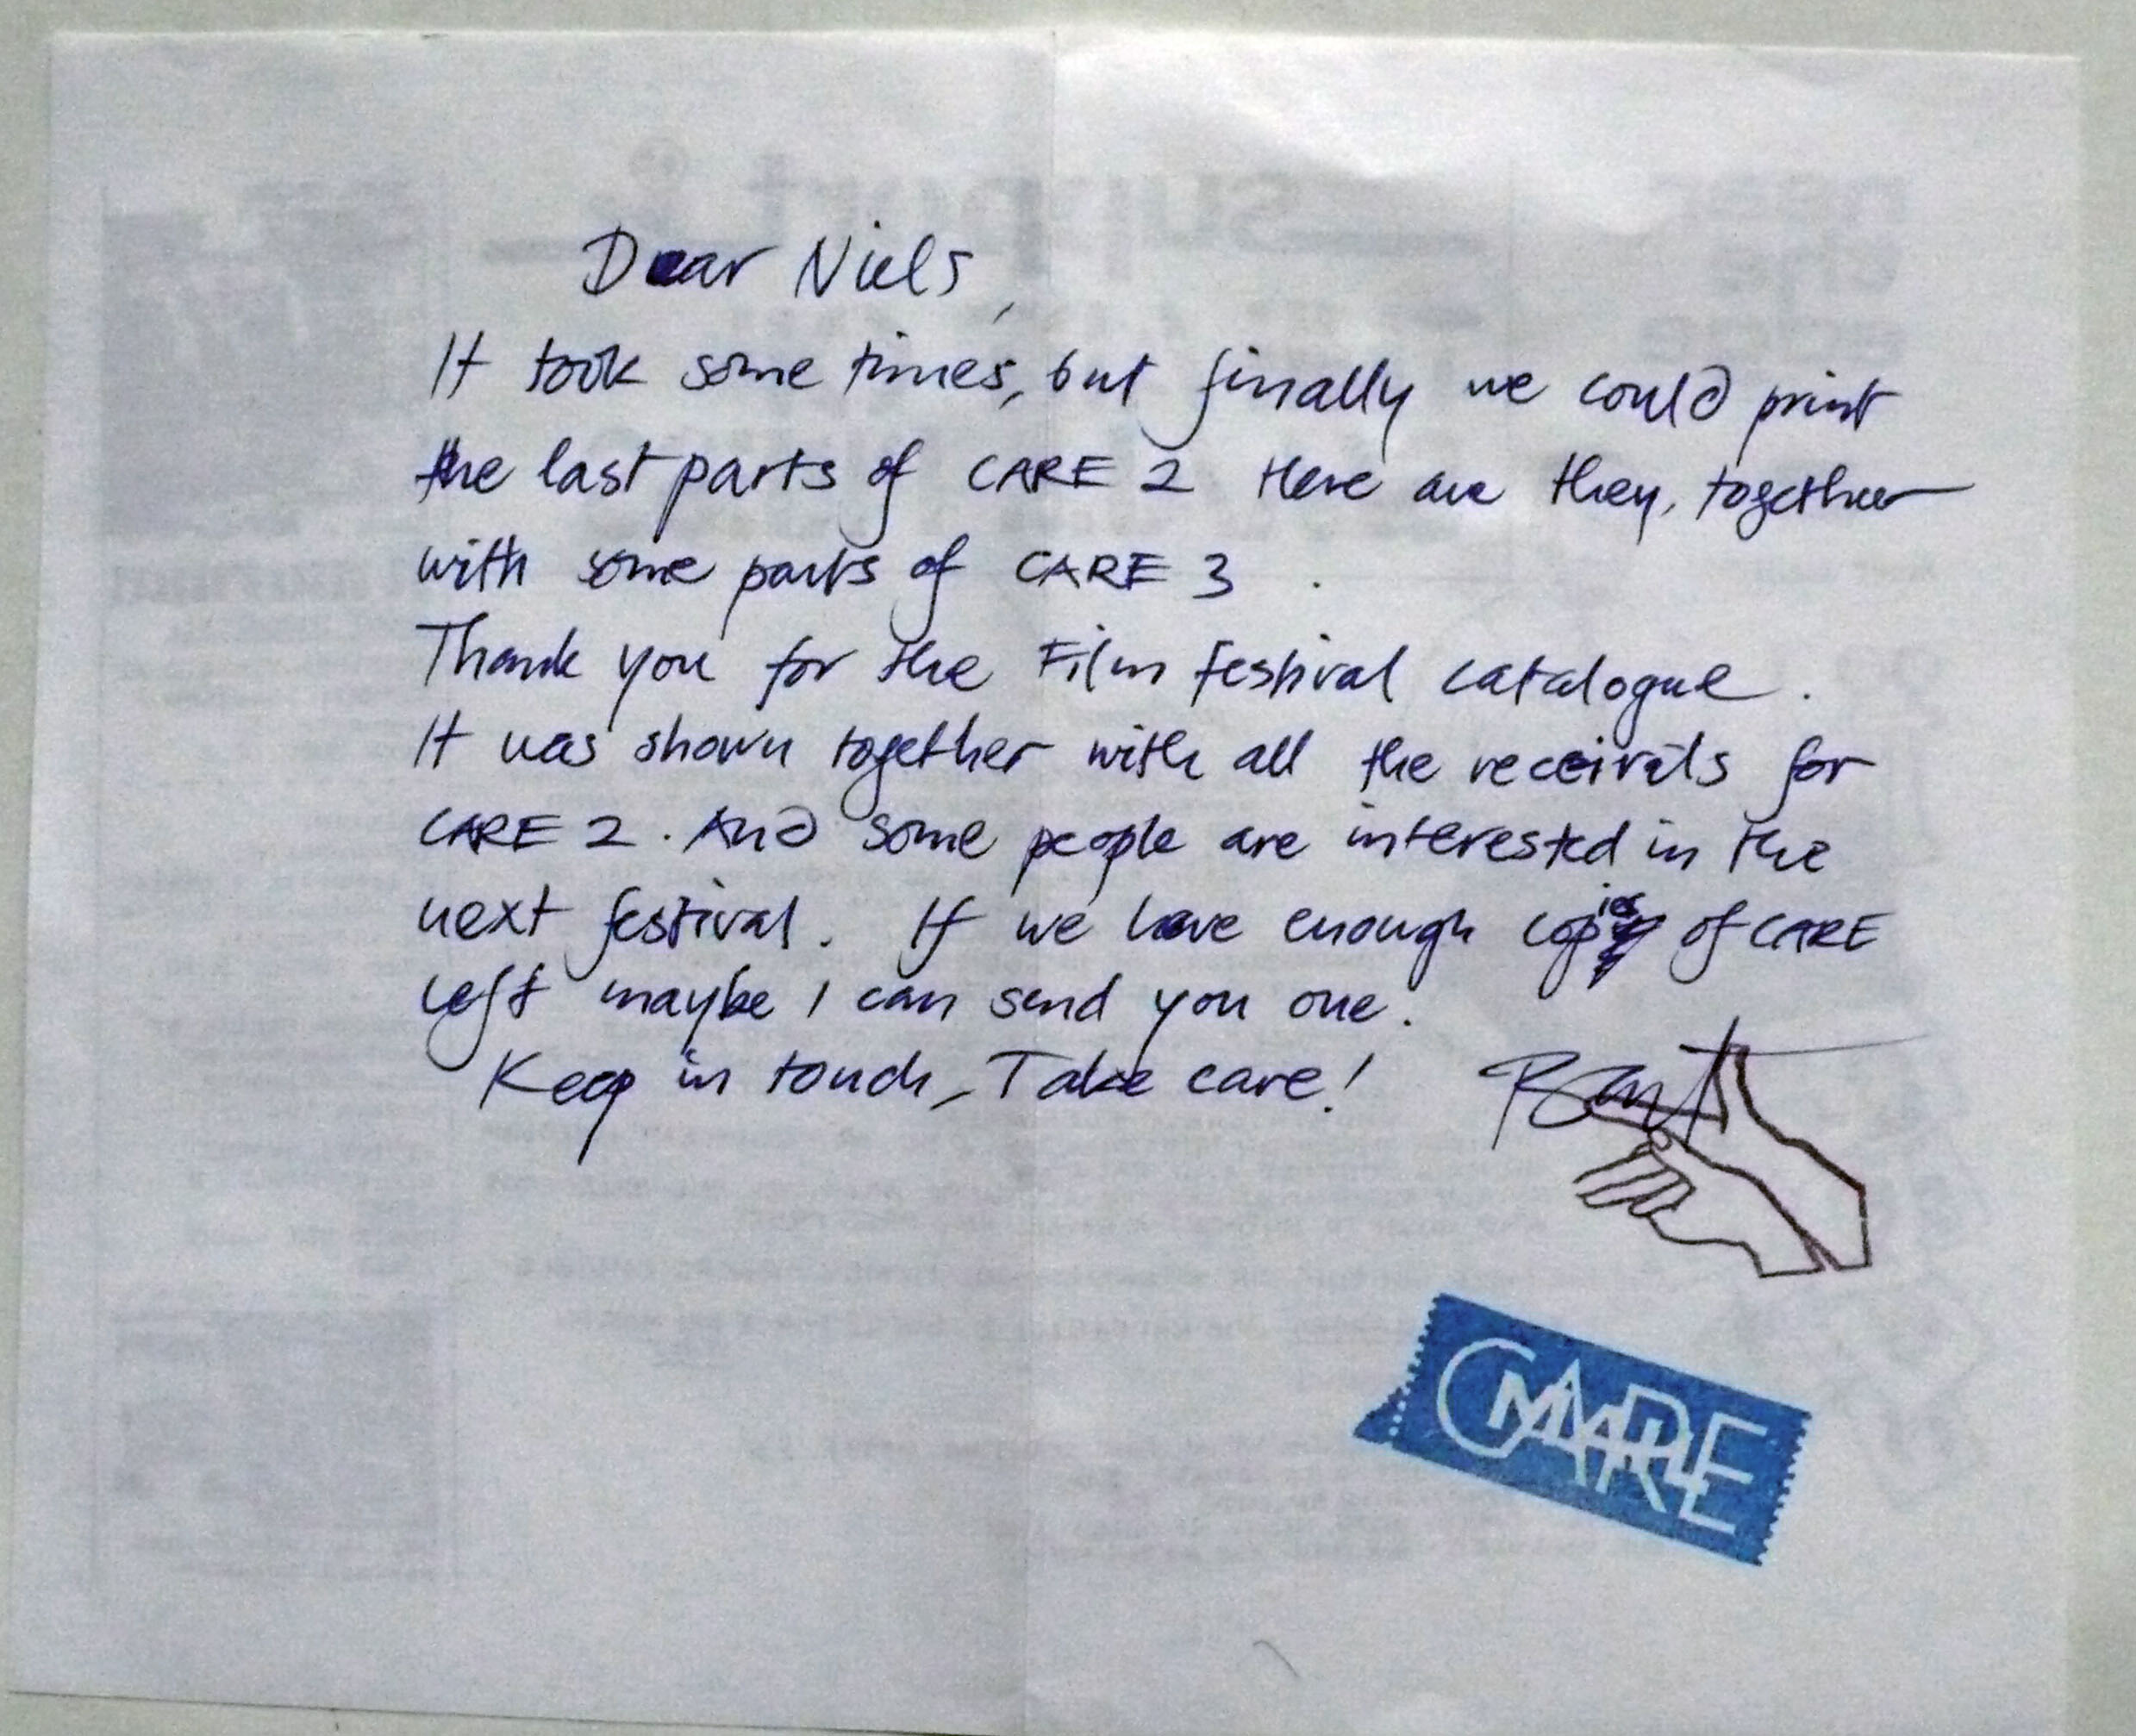 Dear Niels,
It took some times, but finally we could print
the last parts of CARE 2 Here are they, together
with some parts of CARE 3.
Thank you for the Film festival catalogue.
It was shown together with all the receivals for
CARE 2. And some people are interested in the
next festival. If we have enough copies of CARE
left maybe I can send you one.
Keep in touch, Take care!
CARE